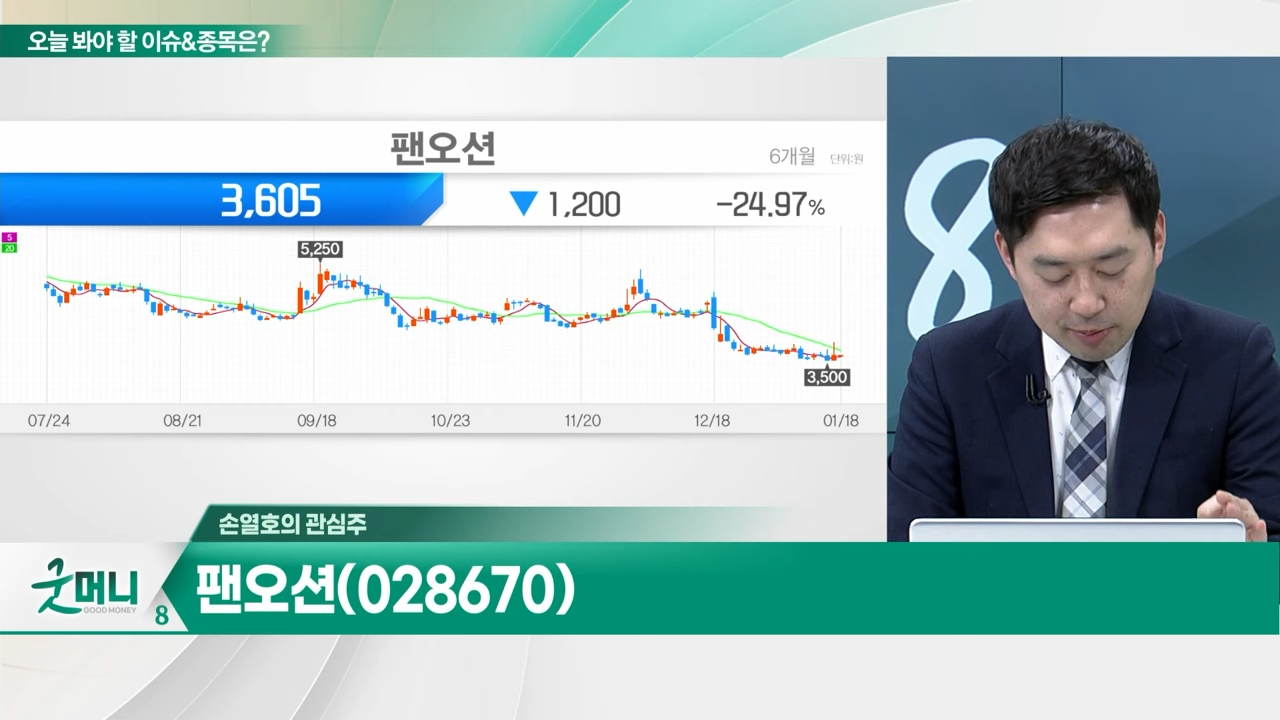 오늘 봐야 할 이슈&종목은?
팬오션
6개월 단위:원
3,605 ▼ 1,200 -24.97%
5
20
5,250
3,500
07/24 08/21 09/18 10/23 11/20 12/18 01/18
8
손열호의 관심주
팬오션(028670)
굿머니
GOOD MONEY
8